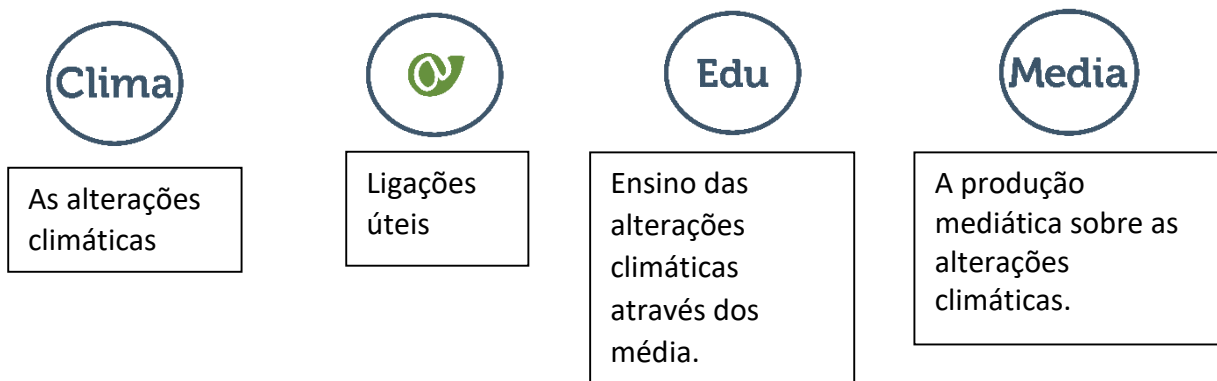 Clima
@
Edu
Media
As alterações
climáticas
Ligações
úteis
Ensino das
alterações
climáticas
através dos
média.
A produção
mediática sobre as
alterações
climáticas.